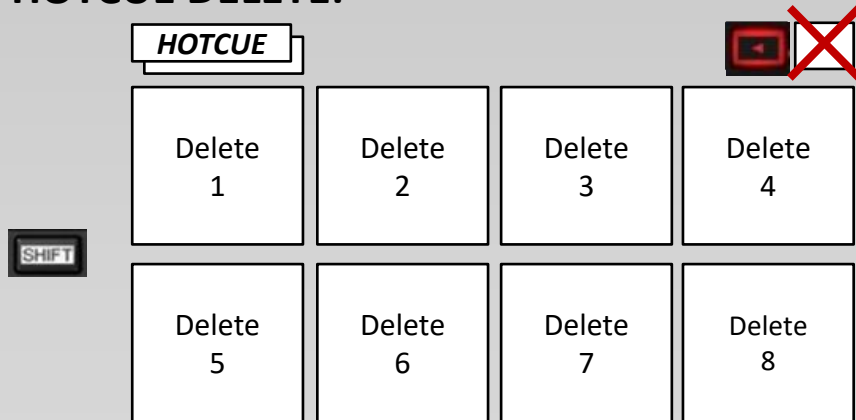 HOTCUE DELETE:
HOTCUE
Delete
1
Delete
2
Delete
3
Delete
4
SHIFT
Delete
5
Delete
6
Delete
7
Delete
8